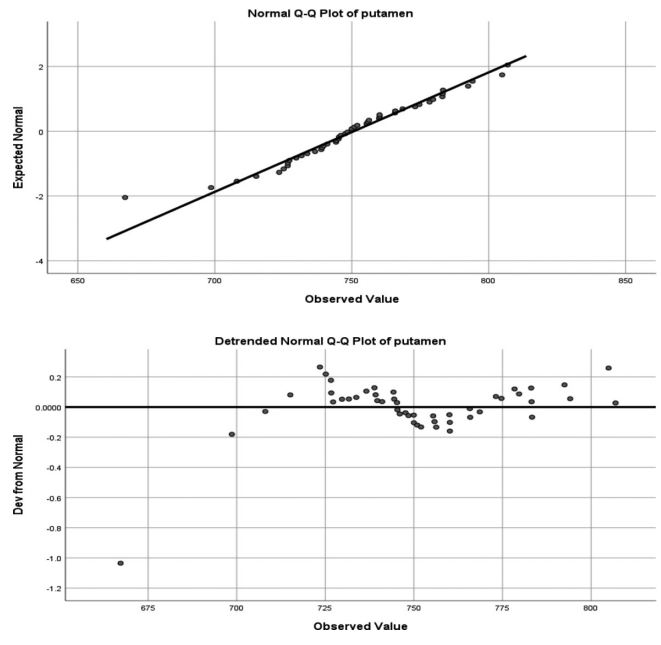 Normal Q-Q Plot of putamen
Expected Normal
2
0
-2
-4
650 700 750 800 850
Observed Value
Detrended Normal Q-Q Plot of putamen
Dev from Normal
0.2
0.0000
-0.2
-0.4
-0.6
-0.8
-1.0
-1.2
675 700 725 750 775 800
Observed Value